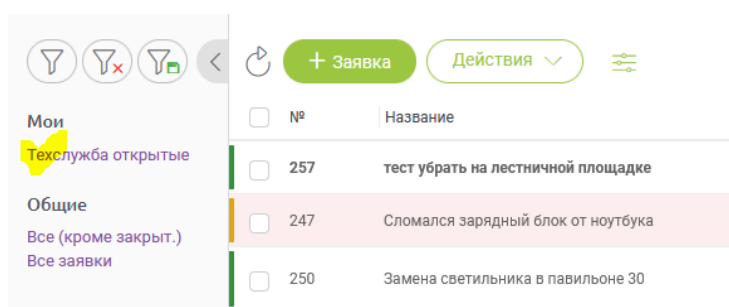 + Заявка
Действия
Мои
Техслужба открытые
Общие
Все (кроме закрыт.)
Все заявки
№ Название
257 тест убрать на лестничной площадке
247 Сломался зарядный блок от ноутбука
250 Замена светильника в павильоне 30